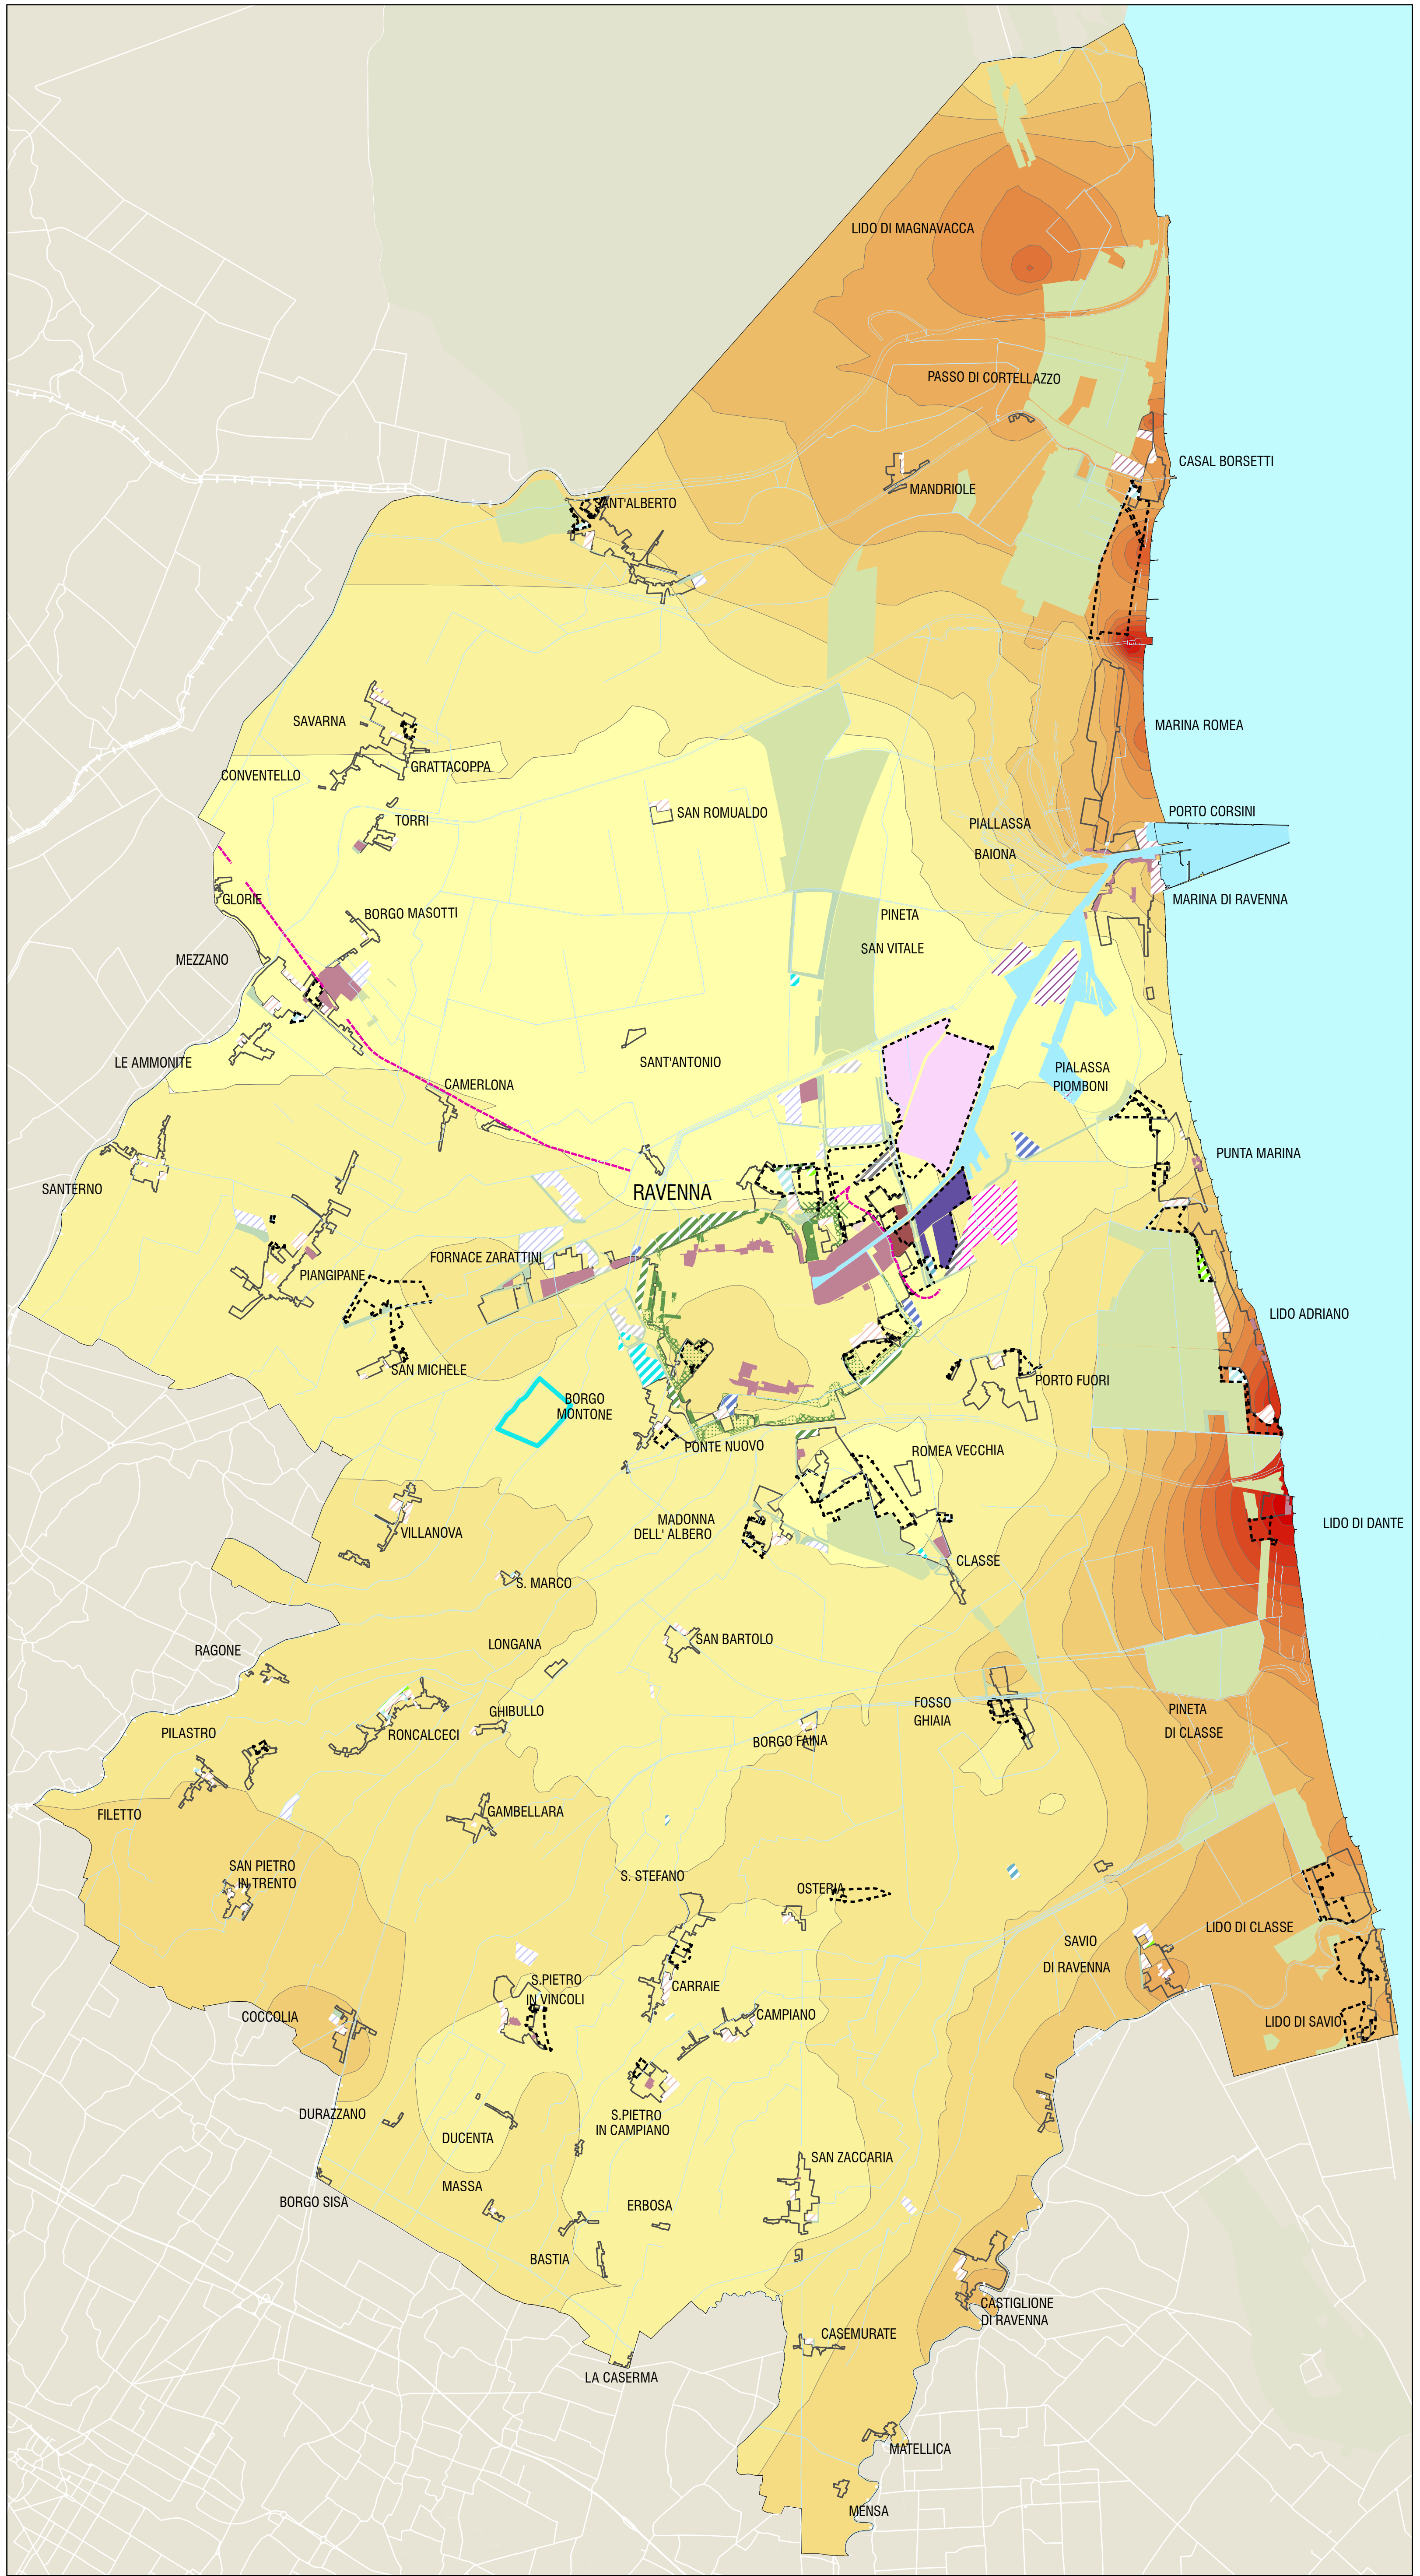 LIDO DI MAGNAVACCA
PASSO DI CORTELLAZZO
CASAL BORSETTI
MANDRIOLE
SANT'ALBERTO
SAVARNA
MARINA ROMEA
GRATTACOPPA
CONVENTELLO
PORTO CORSINI
SAN ROMUALDO
TORRI
PIALLASSA
BAIONA
GLORIE
MARINA DI RAVENNA
BORGO MASOTTI
PINETA
SAN VITALE
MEZZANO
LE AMMONITE
SANT'ANTONIO
PIALASSA
PIOMBONI
CAMERLONA
PUNTA MARINA
SANTERNO
RAVENNA
FORNACE ZARATTINI
PIANGIPANE
LIDO ADRIANO
SAN MICHELE
PORTO FUORI
BORGO
MONTONE
PONTE NUOVO
ROMEA VECCHIA
MADONNA
DELL' ALBERO
LIDO DI DANTE
VILLANOVA
CLASSE
S. MARCO
SAN BARTOLO
LONGANA
RAGONE
FOSSO
GHIAIA
PINETA
DI CLASSE
GHIBULLO
RONCALCECI
PILASTRO
BORGO FAINA
FILETTO
GAMBELLARA
SAN PIETRO
IN TRENTO
S. STEFANO
OSTERIA
LIDO DI CLASSE
SAVIO
DI RAVENNA
S.PIETRO
IN VINCOLI
CARRAIE
CAMPIANO
COCCOLIA
LIDO DI SAVIO
DURAZZANO
S.PIETRO
IN CAMPIANO
DUCENTA
SAN ZACCARIA
MASSA
BORGO SISA
ERBOSA
BASTIA
CASTIGLIONE
DI RAVENNA
CASEMURATE
LA CASERMA
MATELLICA
MENSA